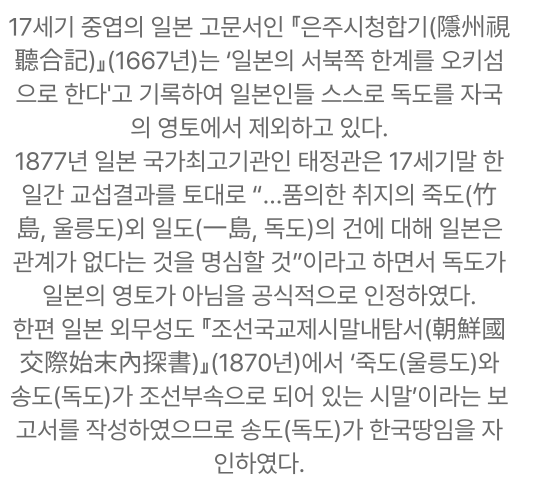 17세기 중엽의 일본 고문서인 『은주시청합기(隱州視
聽合記)』(1667년)는 ‘일본의 서북쪽 한계를 오키섬
으로 한다'고 기록하여 일본인들 스스로 독도를 자국
의 영토에서 제외하고 있다.
1877년 일본 국가최고기관인 태정관은 17세기말 한
일간 교섭결과를 토대로 “...품의한 취지의 죽도(竹
島, 울릉도)외 일도(一島, 독도)의 건에 대해 일본은
관계가 없다는 것을 명심할 것”이라고 하면서 독도가
일본의 영토가 아님을 공식적으로 인정하였다.
한편 일본 외무성도 『조선국교제시말내탐서(朝鮮國
交際始末內探書)』(1870년)에서 ‘죽도(울릉도)와
송도(독도)가 조선부속으로 되어 있는 시말’이라는 보
고서를 작성하였으므로 송도(독도)가 한국땅임을 자
인하였다.